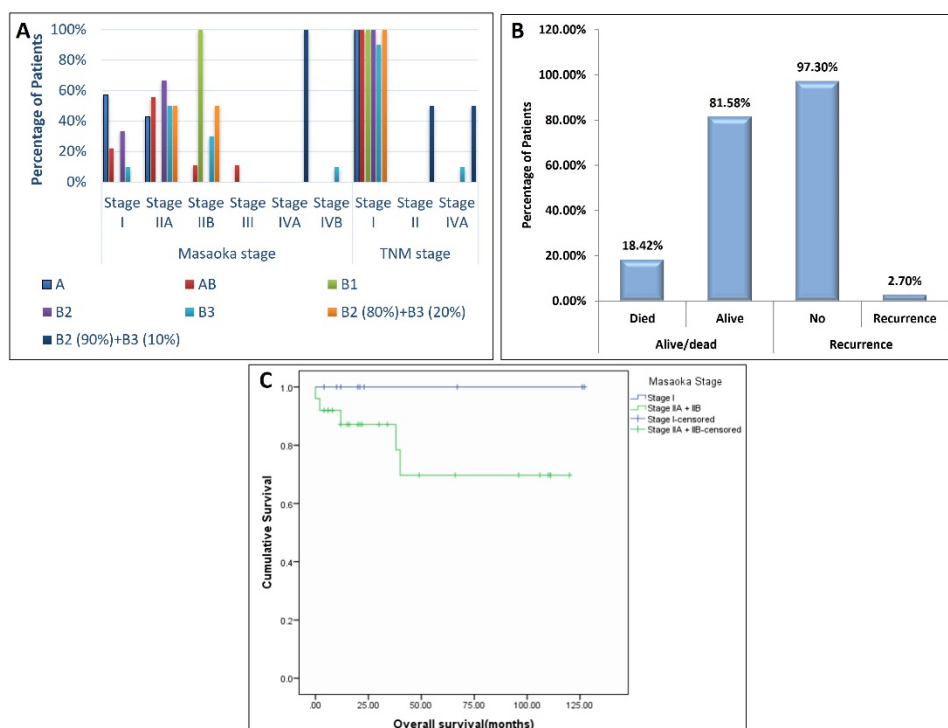 A
Percentage of Patients
100%
80%
60%
40%
20%
0%
Stage I
Stage IIA
Stage IIB
Stage III
Stage IVA
Stage IVB
Stage I
Stage II
Stage IVA
Masaoka stage
TNM stage
A
AB
B1
B2
B3
B2 (80%)+B3 (20%)
B2 (90%)+B3 (10%)
B
Percentage of Patients
120.00%
100.00%
80.00%
60.00%
40.00%
20.00%
0.00%
18.42%
81.58%
97.30%
2.70%
Died
Alive
No
Recurrence
Alive/dead
Recurrence
C
Cumulative Survival
1.0
0.8
0.6
0.4
0.2
0.0
.00
25.00
50.00
75.00
100.00
125.00
Overall survival(months)
Masaoka Stage
Stage I
Stage IIA + IIB
Stage I-censored
Stage IIA + IIB-censored